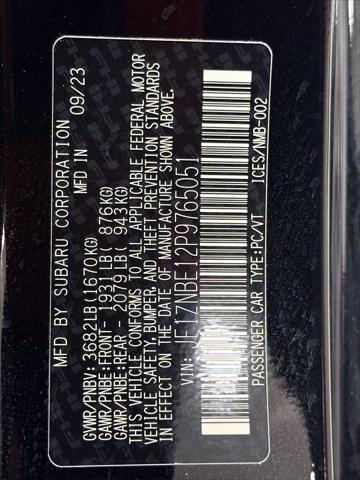 MFD BY SUBARU CORPORATION
MFD IN 09/23
GVWR/PNBV: 3682LB(1670KG)
GAWR/PNBE:FRONT- 1931LB( 876KG)
GAWR/PNBE:REAR - 2079LB( 943KG)
THIS VEHICLE CONFORMS TO ALL APPLICABLE FEDERAL MOTOR
VEHICLE SAFETY, BUMPER, AND THEFT PREVENTION STANDARDS
IN EFFECT ON THE DATE OF MANUFACTURE SHOWN ABOVE.
VIN: JF1ZNBE12P9765051
PASSENGER CAR TYPE:PC/VT ICES/NMB-002